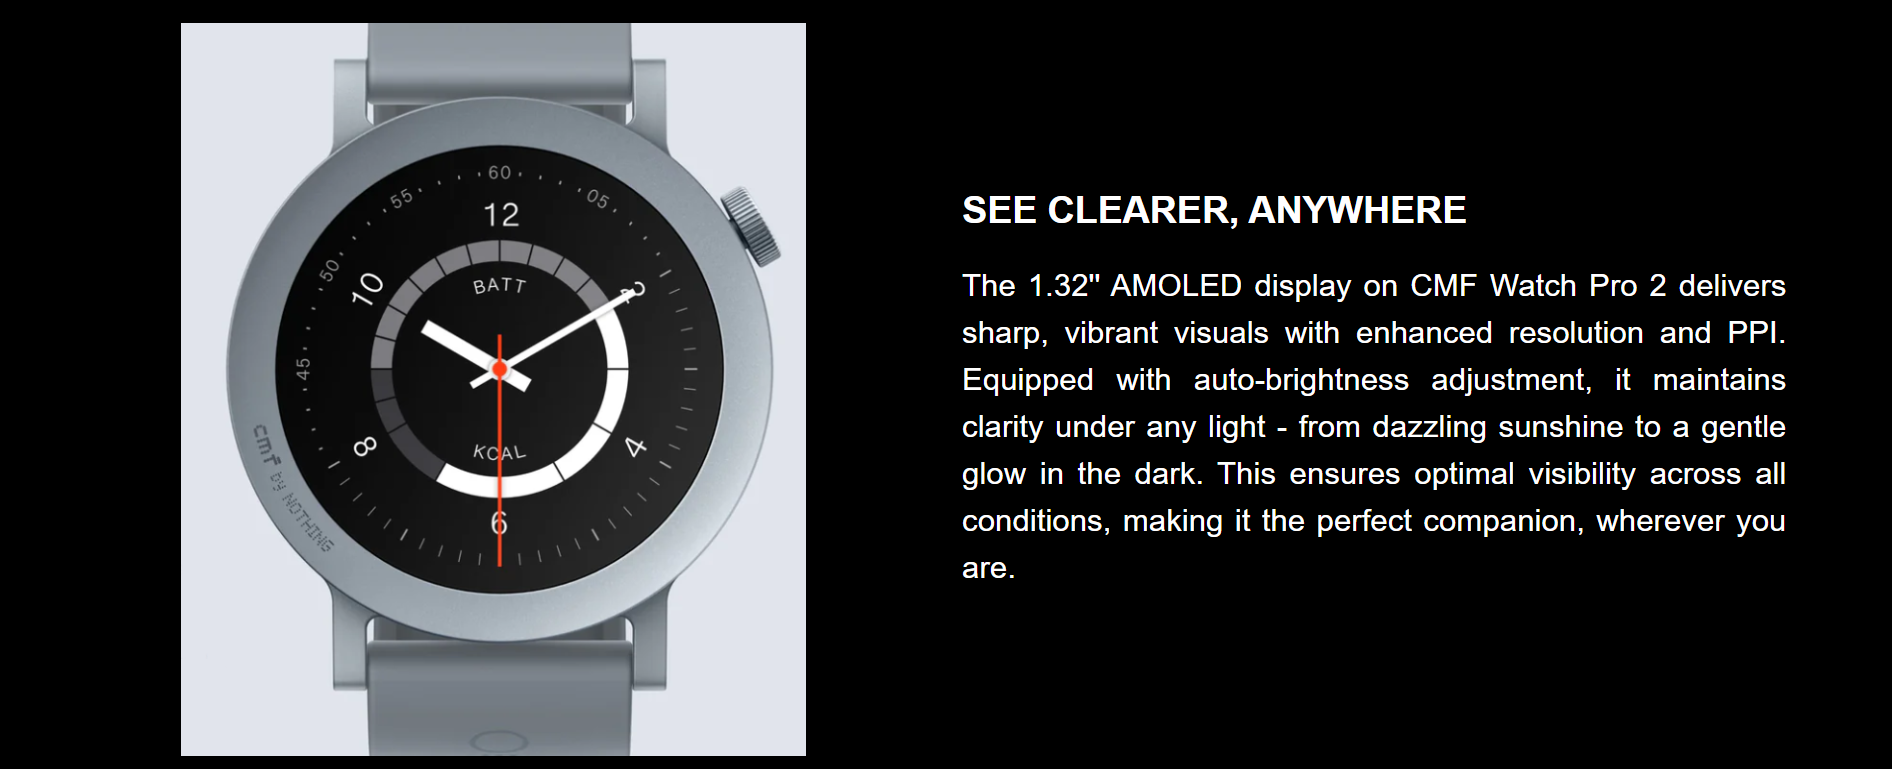 60
05
55
12
50
10
2
BATT
45
8
4
KCAL
6
cmf by NOTHING
SEE CLEARER, ANYWHERE
The 1.32" AMOLED display on CMF Watch Pro 2 delivers
sharp, vibrant visuals with enhanced resolution and PPI.
Equipped with auto-brightness adjustment, it maintains
clarity under any light - from dazzling sunshine to a gentle
glow in the dark. This ensures optimal visibility across all
conditions, making it the perfect companion, wherever you
are.